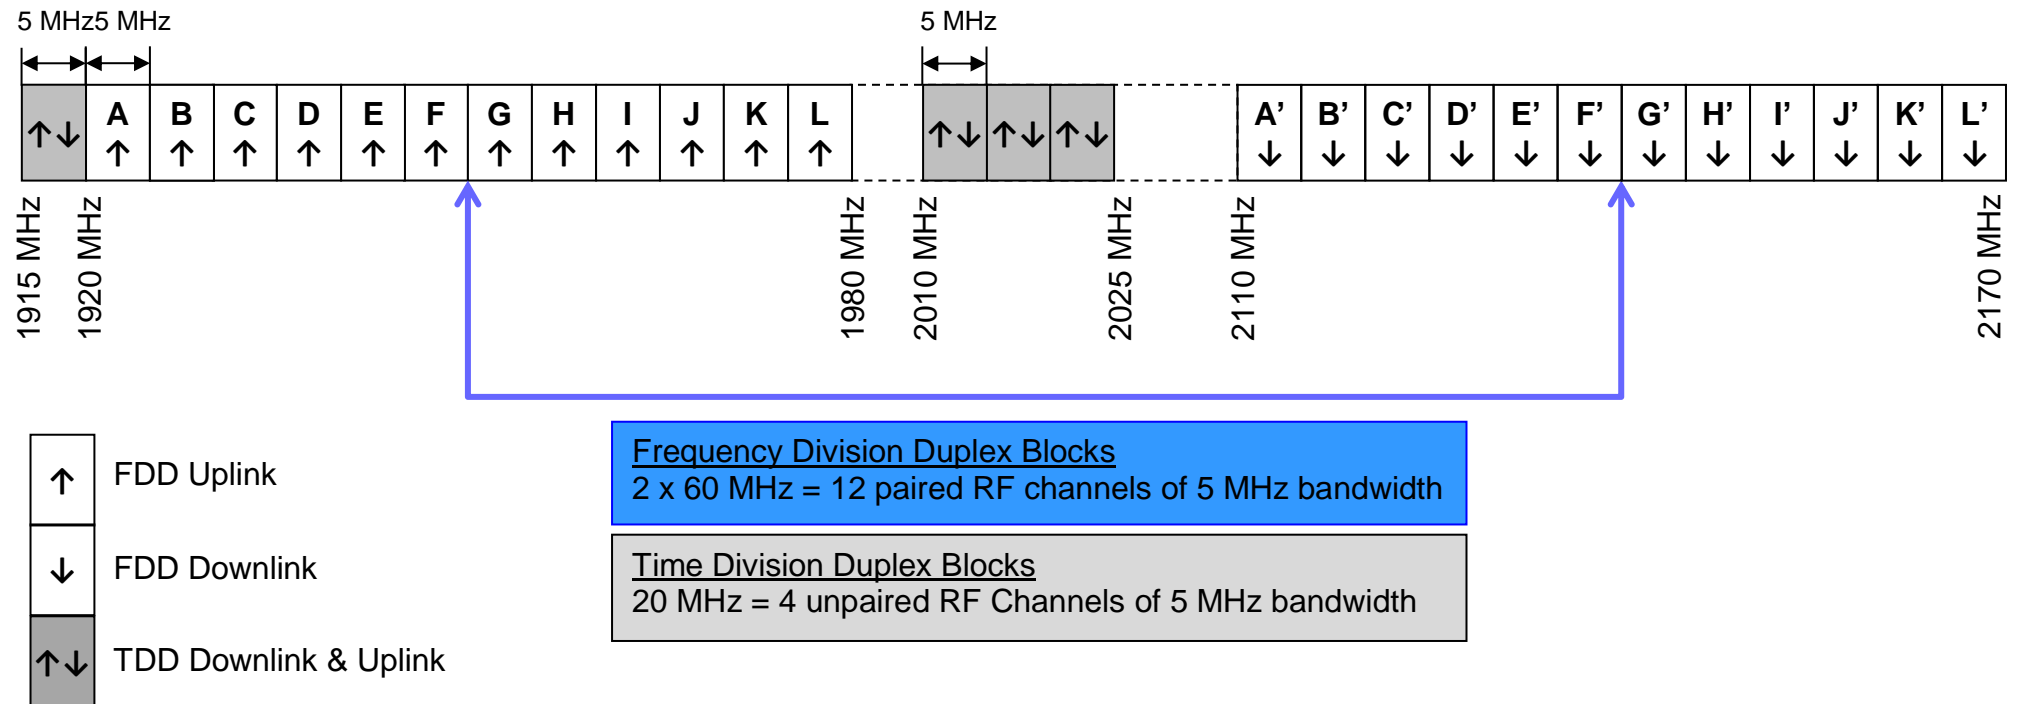 5 MHz 5 MHz 5 MHz
↑↓ A B C D E F G H I J K L ↑↓ ↑↓ ↑↓ A’ B’ C’ D’ E’ F’ G’ H’ I’ J’ K’ L’
↑ ↑ ↑ ↑ ↑ ↑ ↑ ↑ ↑ ↑ ↑ ↑ ↓ ↓ ↓ ↓ ↓ ↓ ↓ ↓ ↓ ↓ ↓ ↓
1915 MHz
1920 MHz
1980 MHz
2010 MHz
2025 MHz
2110 MHz
2170 MHz
Frequency Division Duplex Blocks
2 x 60 MHz = 12 paired RF channels of 5 MHz bandwidth
Time Division Duplex Blocks
20 MHz = 4 unpaired RF Channels of 5 MHz bandwidth
↑ FDD Uplink
↓ FDD Downlink
↑↓ TDD Downlink & Uplink